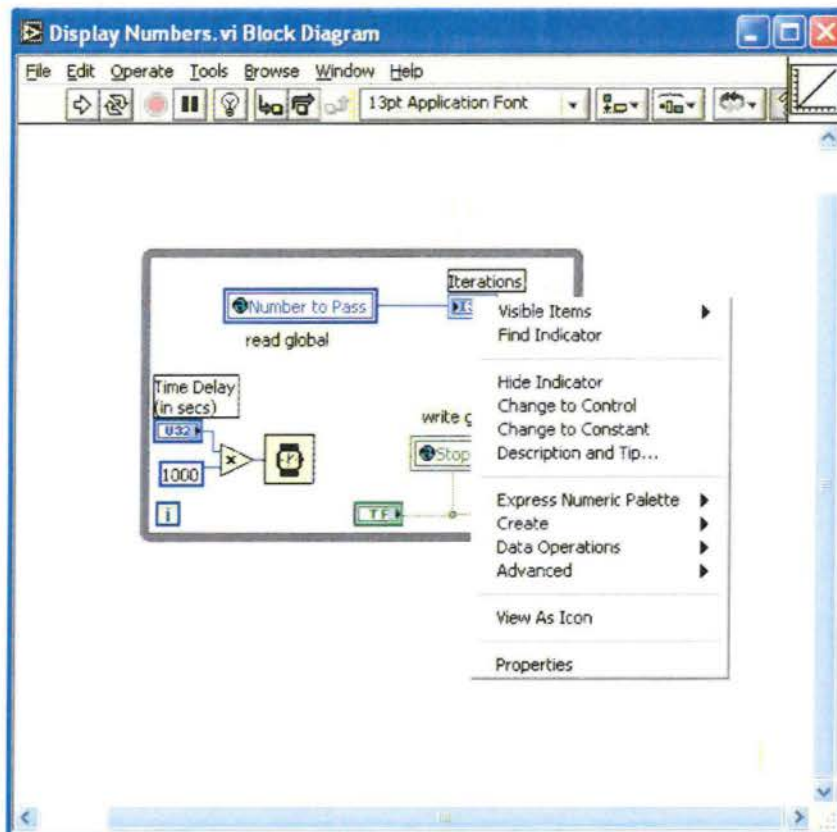 Display Numbers.vi Block Diagram
File Edit Operate Tools Browse Window Help
13pt Application Font
Iterations
Number to Pass
read global
Time Delay
(in secs)
U32
1000
i
write
Stop
TF
Visible Items
Find Indicator
Hide Indicator
Change to Control
Change to Constant
Description and Tip...
Express Numeric Palette
Create
Data Operations
Advanced
View As Icon
Properties